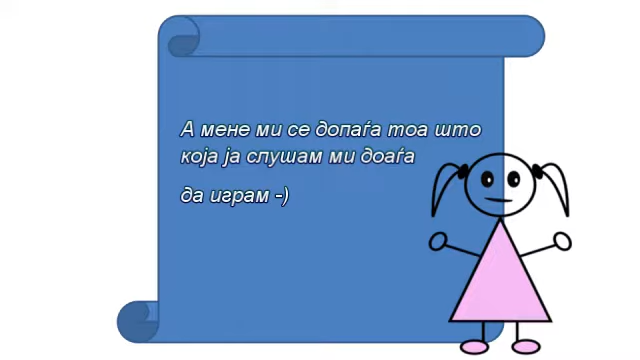 А мене ми се допаѓа тоа што
која ја слушам ми доаѓа
да играм -)